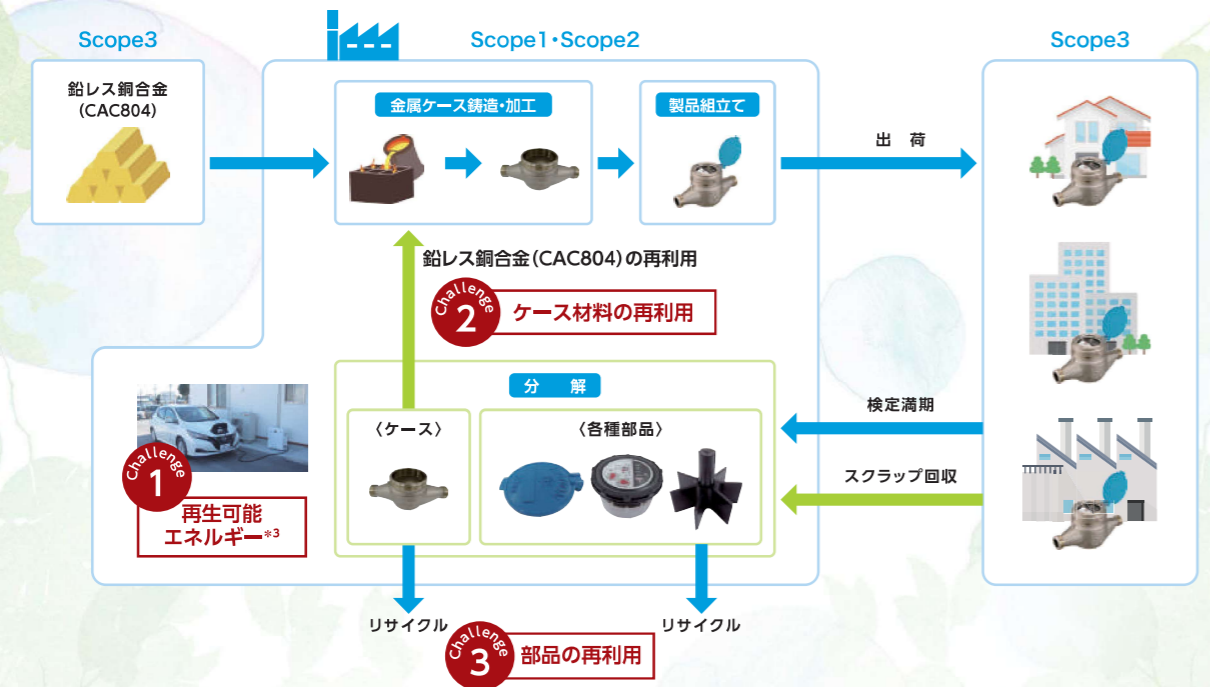 Scope3
Scope1・Scope2
Scope3
鉛レス銅合金
(CAC804)
金属ケース鋳造・加工
製品組立て
出 荷
鉛レス銅合金(CAC804)の再利用
Challenge
2
ケース材料の再利用
分 解
〈ケース〉
〈各種部品〉
検定満期
スクラップ回収
Challenge
1
再生可能
エネルギー*3
リサイクル
リサイクル
Challenge
3
部品の再利用